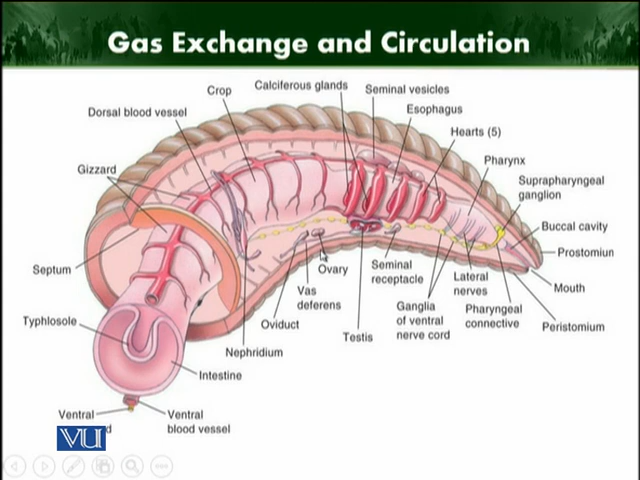 Gas Exchange and Circulation
Calciferous glands
Seminal vesicles
Crop
Esophagus
Dorsal blood vessel
Hearts (5)
Pharynx
Gizzard
Suprapharyngeal
ganglion
Buccal cavity
Prostomiun
Septum
Mouth
Ovary
Seminal
receptacle
Lateral
nerves
Vas
deferens
Ganglia
of ventral
nerve cord
Pharyngeal
connective
Peristomium
Typhlosole
Oviduct
Testis
Nephridium
Intestine
Ventral
d
Ventral
blood vessel
VU